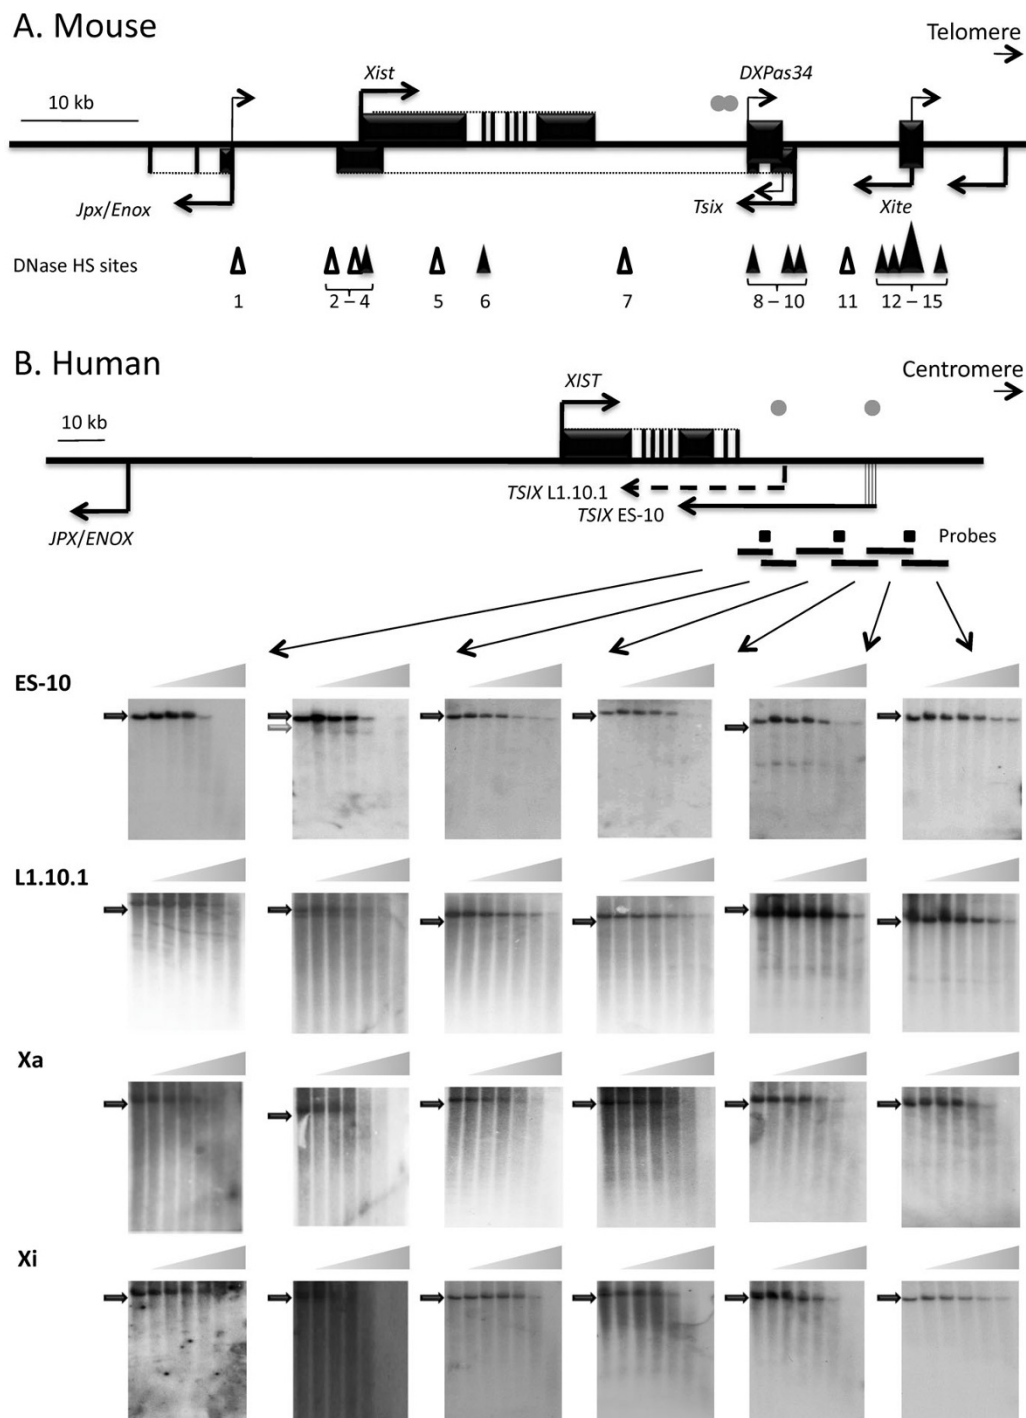 A. Mouse
Telomere
Xist
DXPas34
10 kb
Jpx/Enox
Tsix
Xite
DNase HS sites
1
2 – 4
5
6
7
8 – 10
11
12 – 15
B. Human
Centromere
XIST
10 kb
TSIX L1.10.1
TSIX ES-10
JPX/ENOX
Probes
ES-10
L1.10.1
Xa
Xi